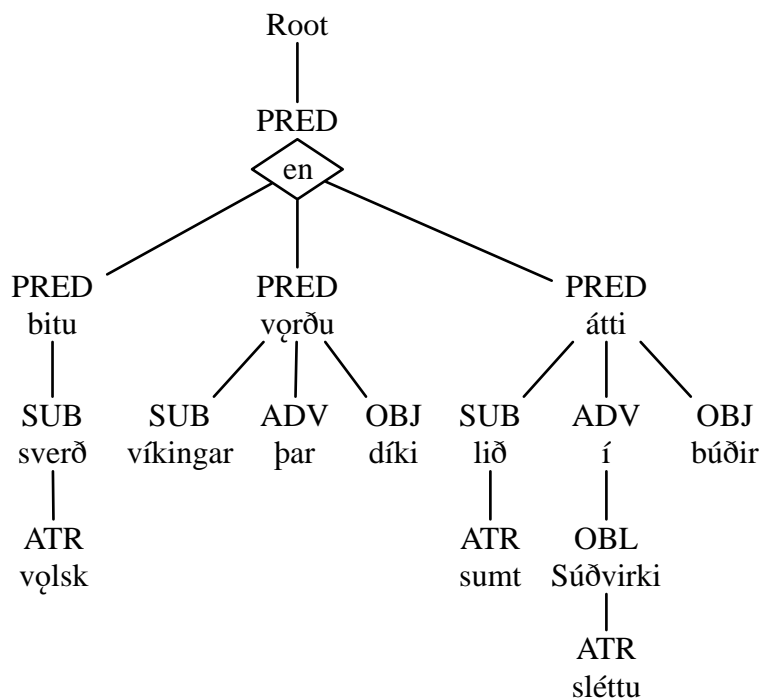 Root
PRED
en
PRED PRED PRED
bitu vǫrðu átti
SUB SUB ADV OBJ SUB ADV OBJ
sverð víkingar þar díki lið í búðir
ATR ATR OBL
vǫlsk sumt Súðvirki
ATR
sléttu